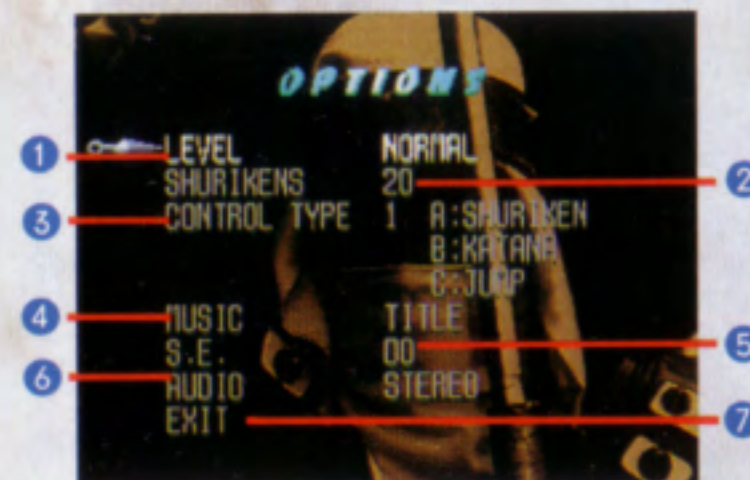 OPTIONS
1 LEVEL NORMAL
SHURIKENS 20 2
3 CONTROL TYPE 1 A:SHURIKEN
B:KATANA
C:JUMP
4 MUSIC TITLE
S.E. 00 5
6 AUDIO STEREO
EXIT 7